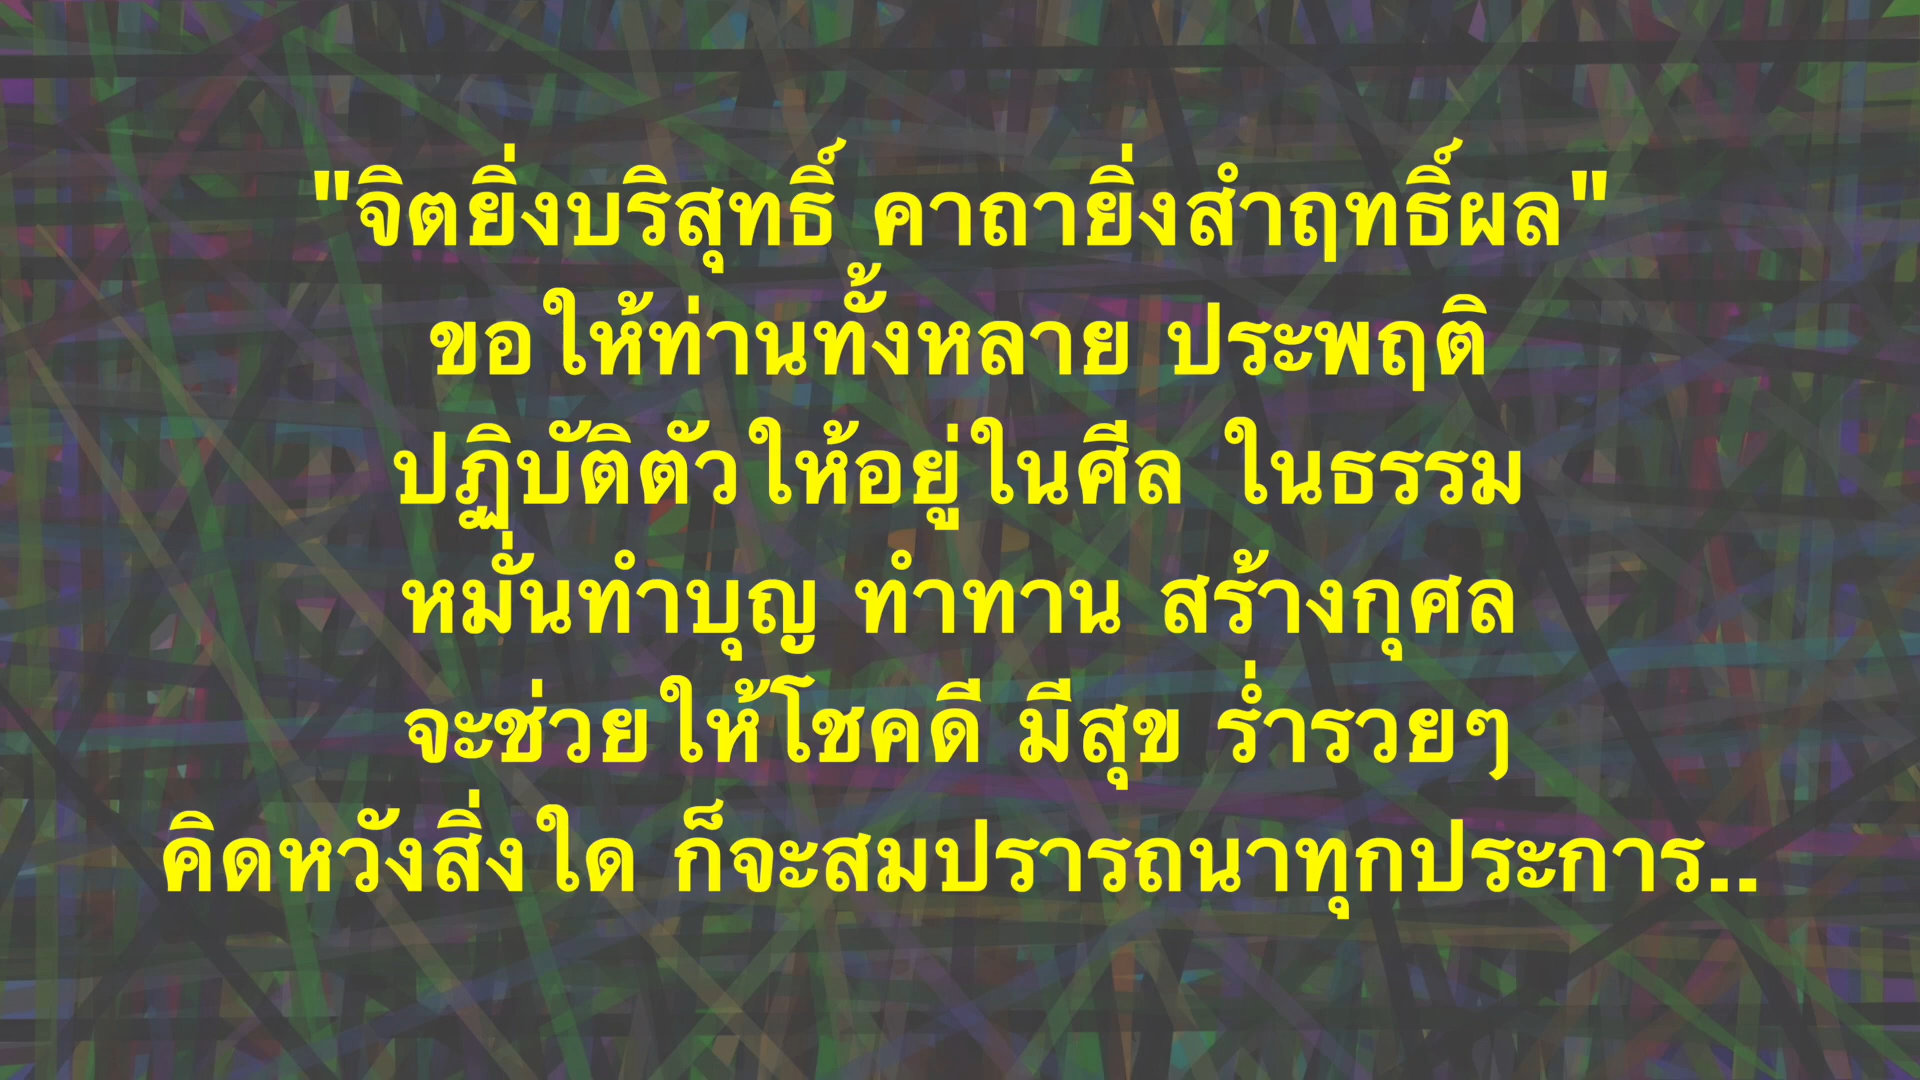 "จิตยิ่งบริสุทธิ์ คาถายิ่งสำฤทธิ์ผล"
ขอให้ท่านทั้งหลาย ประพฤติ
ปฏิบัติตัวให้อยู่ในศีล ในธรรม
หมั่นทำบุญ ทำทาน สร้างกุศล
จะช่วยให้โชคดี มีสุข ร่ำรวยๆ
คิดหวังสิ่งใด ก็จะสมปรารถนาทุกประการ..